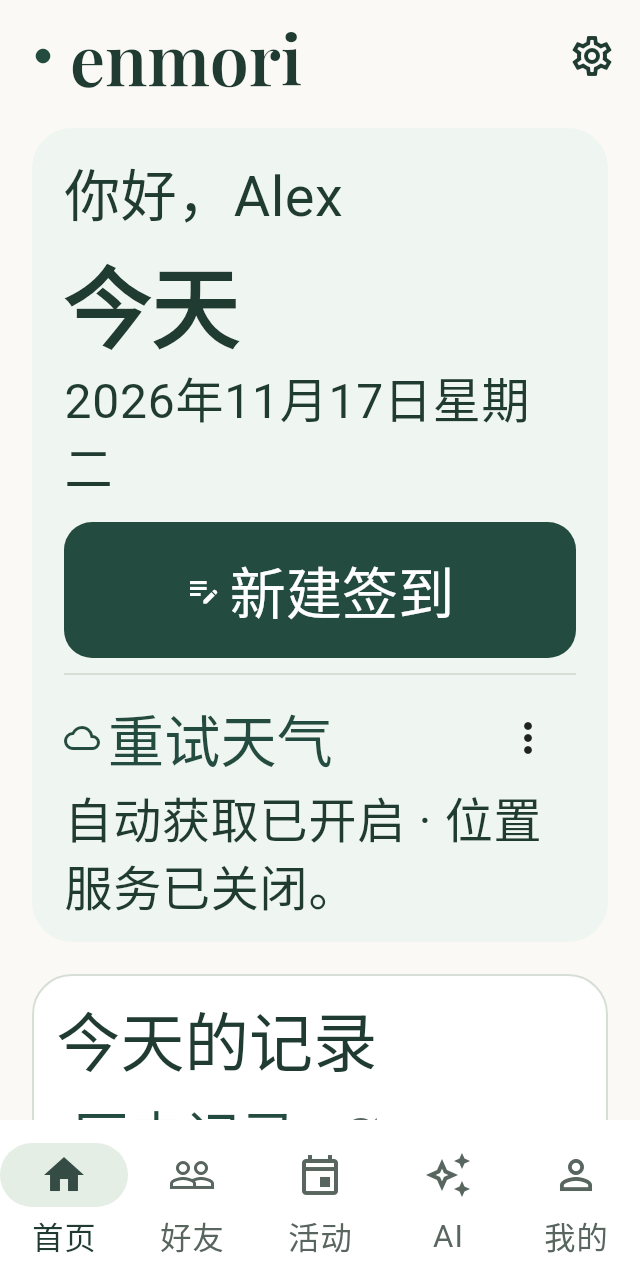 enmori
你好，Alex
今天
2026年11月17日星期
二
新建签到
重试天气
自动获取已开启 · 位置
服务已关闭。
今天的记录
首页
好友
活动
AI
我的